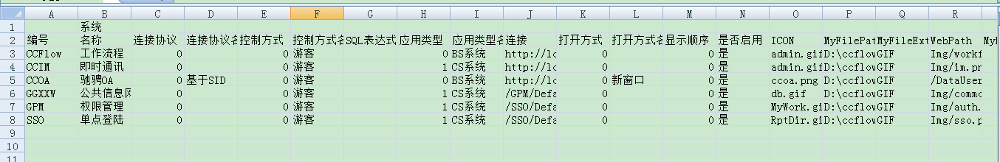 A B C D E F G H I J K L M N O P Q R
1 系统
2 编号 名称 连接协议 连接协议名 控制方式 控制方式名 SQL表达式 应用类型 应用类型名 连接 打开方式 打开方式名 显示顺序 是否启用 ICON MyFilePat MyFileExt WebPath
3 CCFlow 工作流程 0 0 游客 0 BS系统 http://lo 0 0 是 admin.gif D:\ccflow GIF Img/workf
4 CCIM 即时通讯 0 0 游客 1 CS系统 http://lo 0 0 是 admin.gif D:\ccflow GIF Img/im.pr
5 CCOA 驰骋OA 0 基于SID 0 游客 0 BS系统 http://lo 0 新窗口 0 是 ccoa.png D:\ccflow GIF /DataUser
6 GGXXW 公共信息网 0 0 游客 1 CS系统 /GPM/Defa 0 0 是 db.gif D:\ccflow GIF Img/commo
7 GPM 权限管理 0 0 游客 1 CS系统 /SSO/Defa 0 0 是 MyWork.gi D:\ccflow GIF Img/auth.
8 SSO 单点登陆 0 0 游客 1 CS系统 /SSO/Defa 0 0 是 RptDir.gi D:\ccflow GIF Img/sso.p
9
10
11